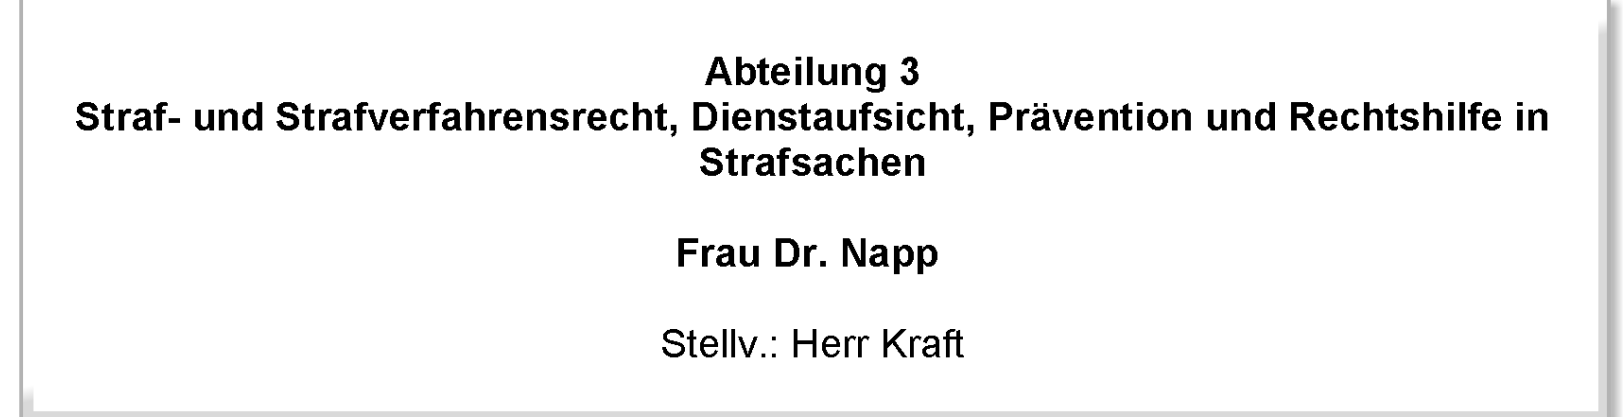 Abteilung 3
Straf- und Strafverfahrensrecht, Dienstaufsicht, Prävention und Rechtshilfe in
Strafsachen
Frau Dr. Napp
Stellv.: Herr Kraft